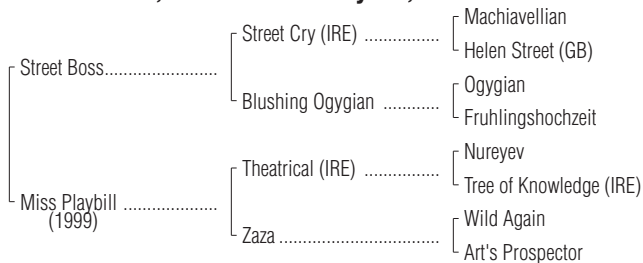 Machiavellian
Street Cry (IRE) ................
Helen Street (GB)
Street Boss........................
Ogygian
Blushing Ogygian ............
Fruhlingshochzeit
Nureyev
Theatrical (IRE) ................
Tree of Knowledge (IRE)
Miss Playbill ....................
(1999)
Wild Again
Zaza ..................................
Art's Prospector